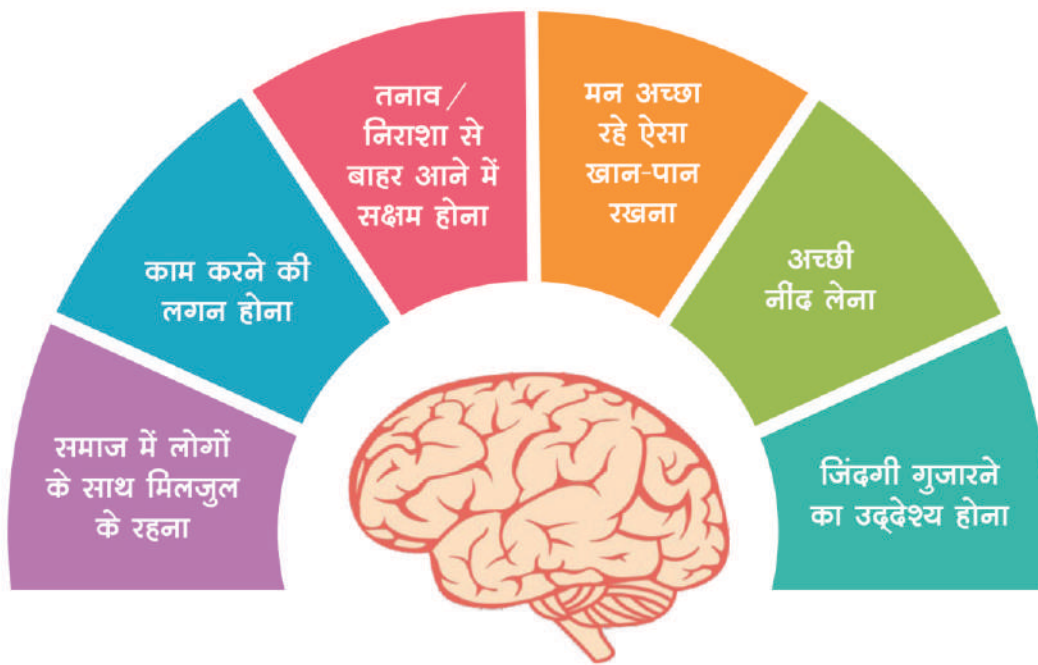 समाज में लोगों
के साथ मिलजुल
के रहना
काम करने की
लगन होना
तनाव/
निराशा से
बाहर आने में
सक्षम होना
मन अच्छा
रहे ऐसा
खान-पान
रखना
अच्छी
नींद लेना
जिंदगी गुजारने
का उद्देश्य होना